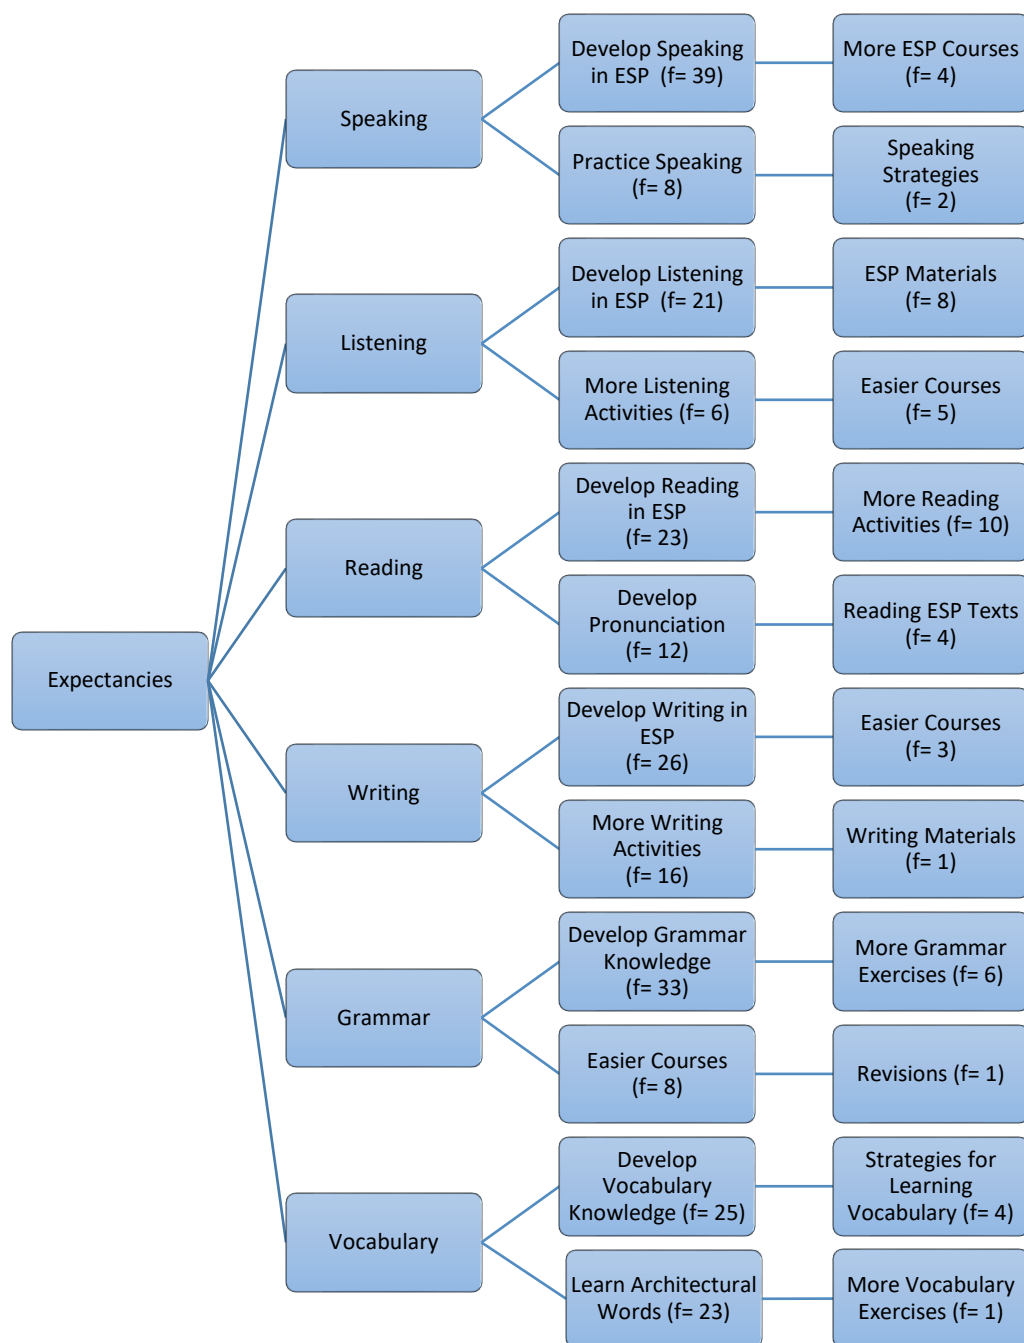 Expectancies
Speaking
Develop Speaking
in ESP (f= 39)
More ESP Courses
(f= 4)
Practice Speaking
(f= 8)
Speaking
Strategies
(f= 2)
Listening
Develop Listening
in ESP (f= 21)
ESP Materials
(f= 8)
More Listening
Activities (f= 6)
Easier Courses
(f= 5)
Reading
Develop Reading
in ESP
(f= 23)
More Reading
Activities (f= 10)
Develop
Pronunciation
(f= 12)
Reading ESP Texts
(f= 4)
Writing
Develop Writing in
ESP
(f= 26)
Easier Courses
(f= 3)
More Writing
Activities
(f= 16)
Writing Materials
(f= 1)
Grammar
Develop Grammar
Knowledge
(f= 33)
More Grammar
Exercises (f= 6)
Easier Courses
(f= 8)
Revisions (f= 1)
Vocabulary
Develop
Vocabulary
Knowledge (f= 25)
Strategies for
Learning
Vocabulary (f= 4)
Learn Architectural
Words (f= 23)
More Vocabulary
Exercises (f= 1)